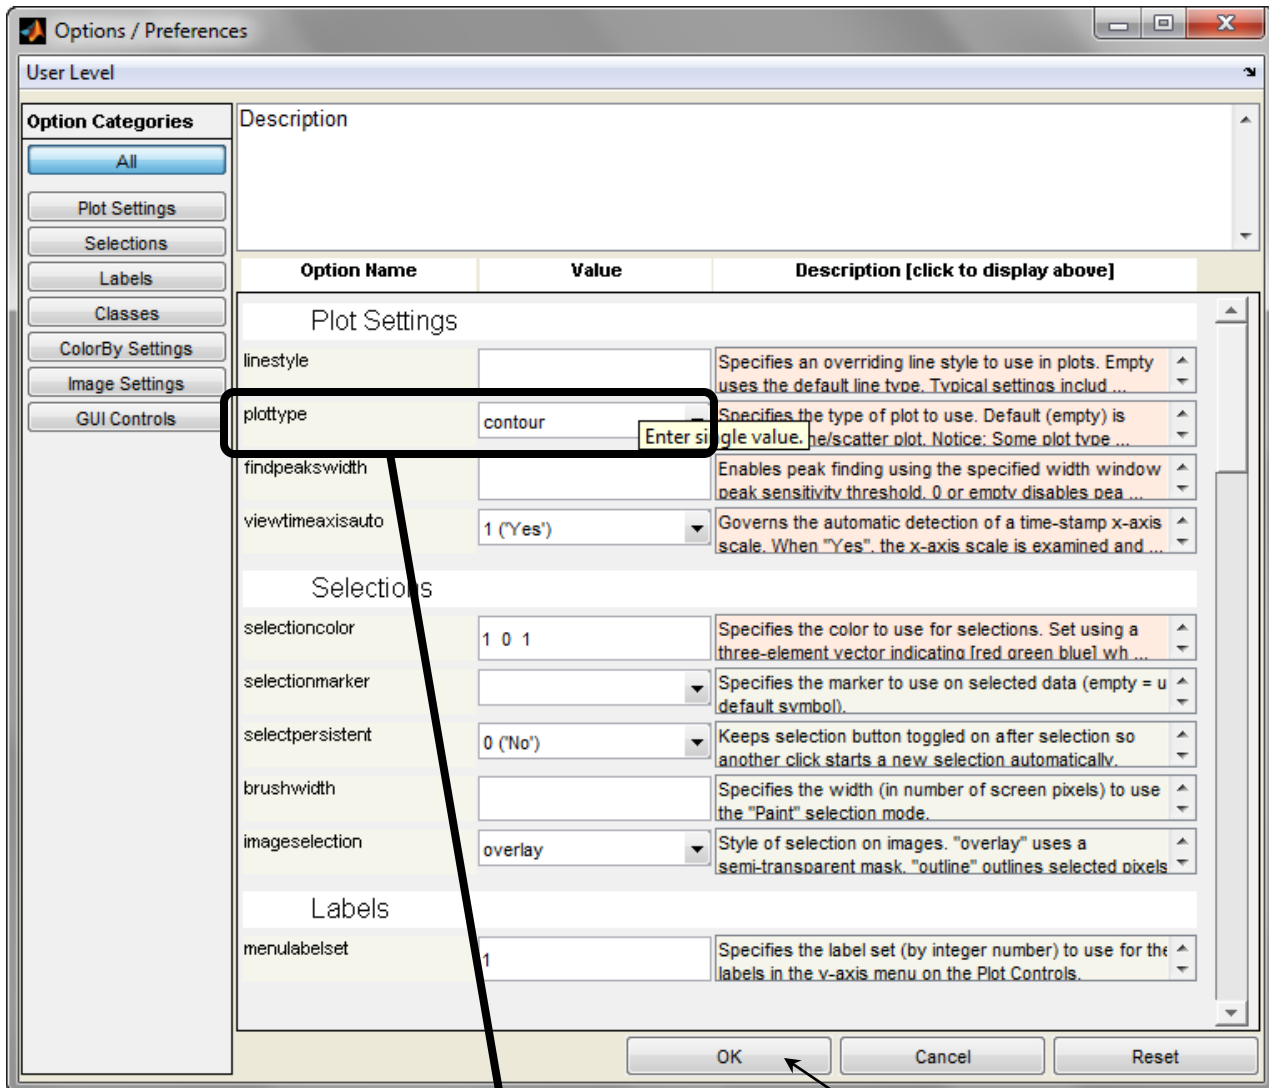 Options / Preferences
User Level
Option Categories
All
Plot Settings
Selections
Labels
Classes
ColorBy Settings
Image Settings
GUI Controls
Description
Option Name Value Description [click to display above]
Plot Settings
linestyle
Specifies an overriding line style to use in plots. Empty
uses the default line type. Typical settings includ ...
plottype
contour
Enter single value.
Specifies the type of plot to use. Default (empty) is
ne/scatter plot. Notice: Some plot type ...
findpeakswidth
Enables peak finding using the specified width window
peak sensitivity threshold. 0 or empty disables pea ...
viewtimeaxisauto
1 ('Yes')
Governs the automatic detection of a time-stamp x-axis
scale. When "Yes", the x-axis scale is examined and ...
Selections
selectioncolor
1 0 1
Specifies the color to use for selections. Set using a
three-element vector indicating [red green blue] wh ...
selectionmarker
Specifies the marker to use on selected data (empty = u
default symbol).
selectpersistent
0 ('No')
Keeps selection button toggled on after selection so
another click starts a new selection automatically.
brushwidth
Specifies the width (in number of screen pixels) to use
the "Paint" selection mode.
imageselection
overlay
Style of selection on images. "overlay" uses a
semi-transparent mask. "outline" outlines selected pixels
Labels
menulabelset
1
Specifies the label set (by integer number) to use for the
labels in the y-axis menu on the Plot Controls.
OK Cancel Reset